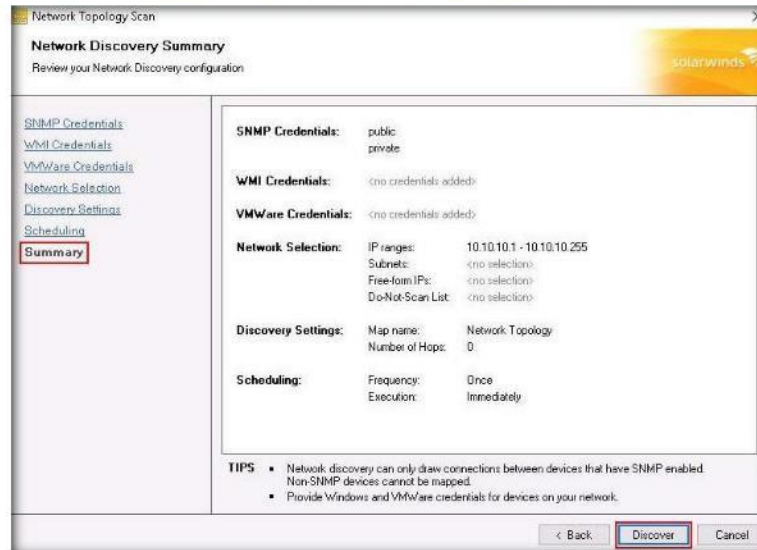 Network Topology Scan
Network Discovery Summary
Review your Network Discovery configuration
solarwinds
SNMP Credentials
WMI Credentials
VMWare Credentials
Network Selection
Discovery Settings
Scheduling
Summary
SNMP Credentials: public
private
WMI Credentials: <no credentials added>
VMWare Credentials: <no credentials added>
Network Selection: IP ranges: 10.10.10.1 - 10.10.10.255
Subnets: <no selection>
Free-form IPs: <no selection>
Do-Not-Scan List: <no selection>
Discovery Settings: Map name: Network Topology
Number of Hops: 0
Scheduling: Frequency: Once
Execution: Immediately
TIPS ▪ Network discovery can only draw connections between devices that have SNMP enabled.
Non-SNMP devices cannot be mapped.
▪ Provide Windows and VMWare credentials for devices on your network.
< Back Discover Cancel